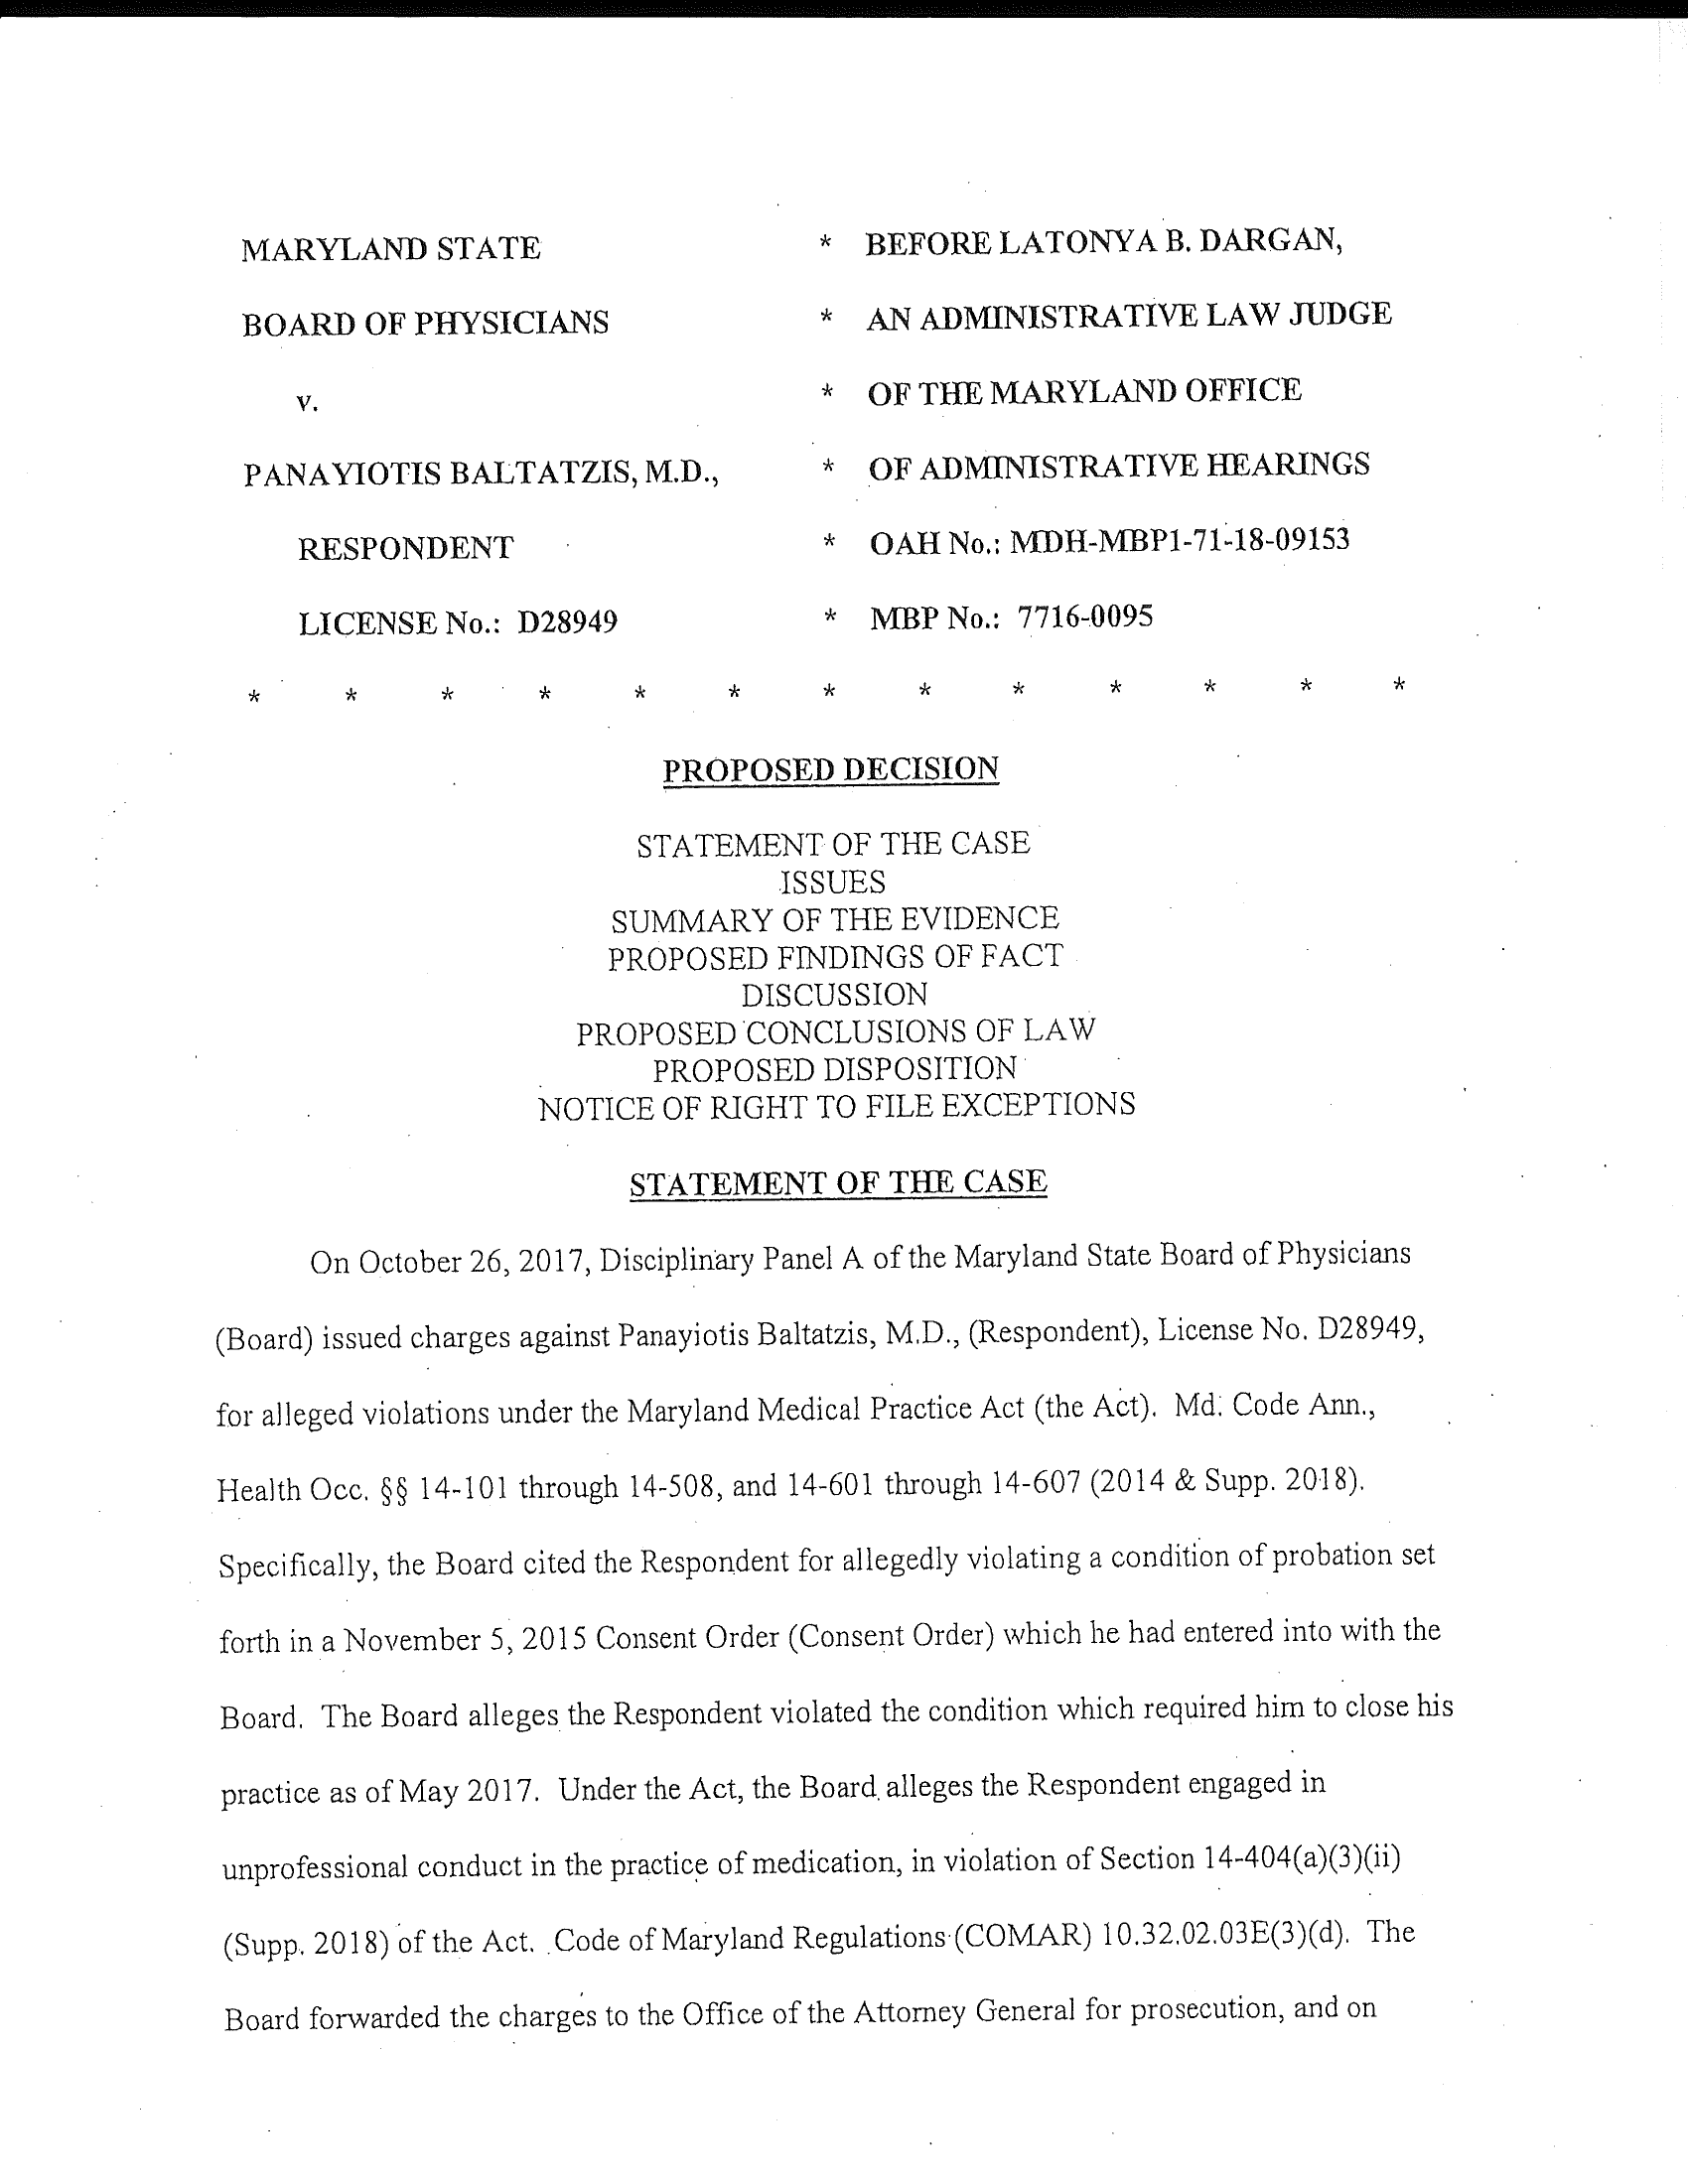 MARYLAND STATE * BEFORE LATONYA B. DARGAN,
BOARD OF PHYSICIANS * AN ADMINISTRATIVE LAW JUDGE
v. * OF THE MARYLAND OFFICE
PANAYIOTIS BALTATZIS, M.D., * OF ADMINISTRATIVE HEARINGS
RESPONDENT * OAH No.: MDH-MBP1-71-18-09153
LICENSE No.: D28949 * MBP No.: 7716-0095
* * * * * * * * * * * * *
PROPOSED DECISION
STATEMENT OF THE CASE
ISSUES
SUMMARY OF THE EVIDENCE
PROPOSED FINDINGS OF FACT
DISCUSSION
PROPOSED CONCLUSIONS OF LAW
PROPOSED DISPOSITION
NOTICE OF RIGHT TO FILE EXCEPTIONS
STATEMENT OF THE CASE
On October 26, 2017, Disciplinary Panel A of the Maryland State Board of Physicians
(Board) issued charges against Panayiotis Baltatzis, M.D., (Respondent), License No. D28949,
for alleged violations under the Maryland Medical Practice Act (the Act). Md. Code Ann.,
Health Occ. §§ 14-101 through 14-508, and 14-601 through 14-607 (2014 & Supp. 2018).
Specifically, the Board cited the Respondent for allegedly violating a condition of probation set
forth in a November 5, 2015 Consent Order (Consent Order) which he had entered into with the
Board. The Board alleges the Respondent violated the condition which required him to close his
practice as of May 2017. Under the Act, the Board alleges the Respondent engaged in
unprofessional conduct in the practice of medication, in violation of Section 14-404(a)(3)(ii)
(Supp. 2018) of the Act. Code of Maryland Regulations (COMAR) 10.32.02.03E(3)(d). The
Board forwarded the charges to the Office of the Attorney General for prosecution, and on